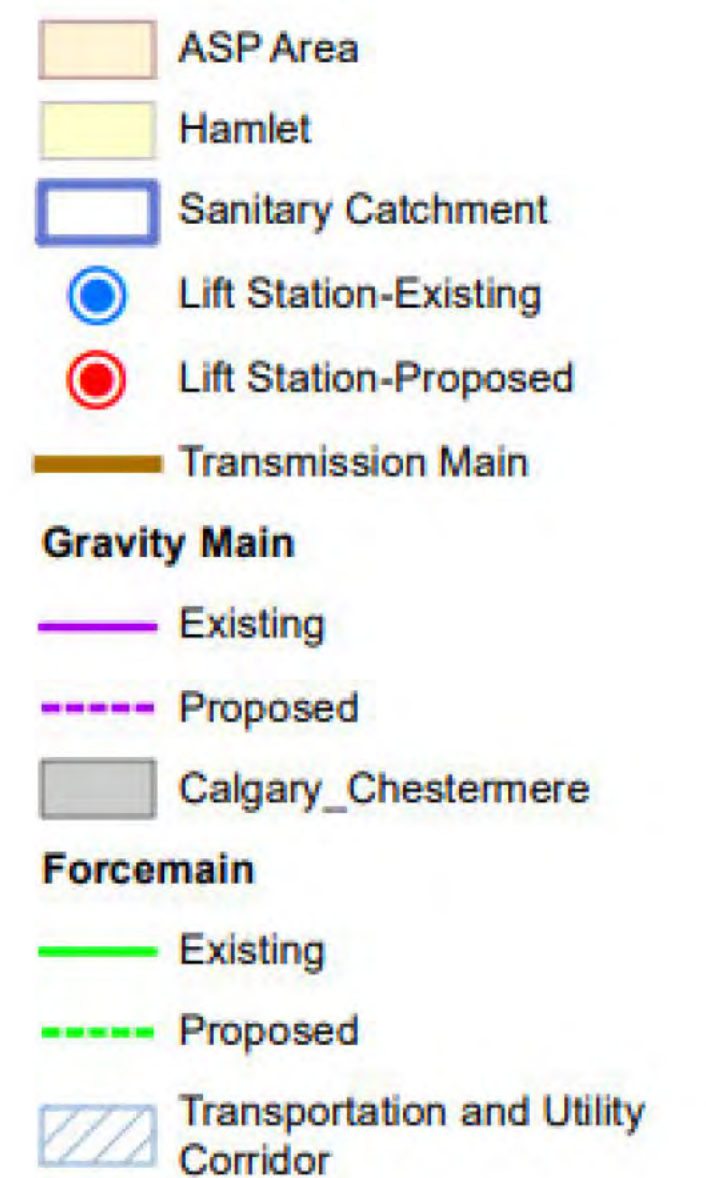 ASP Area
Hamlet
Sanitary Catchment
Lift Station-Existing
Lift Station-Proposed
Transmission Main
Gravity Main
Existing
Proposed
Calgary_Chestermere
Forcemain
Existing
Proposed
Transportation and Utility
Corridor